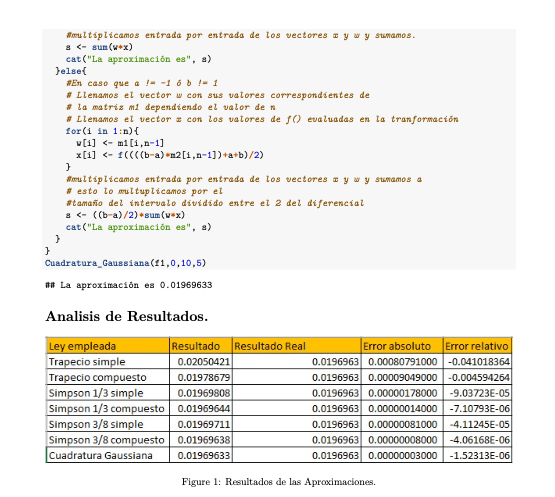 #multiplicamos entrada por entrada de los vectores x y w y sumamos.
s <- sum(w*x)
cat("La aproximación es", s)
}else{
#En caso que a != -1 ó b != 1
# Llenamos el vector w con sus valores correspondientes de
# la matriz m1 dependiendo el valor de n
# Llenamos el vector x con los valores de f() evaluadas en la tranformación
for(i in 1:n){
w[i] <- m1[i,n-1]
x[i] <- f((((b-a)*m2[i,n-1])+a+b)/2)
}
#multiplicamos entrada por entrada de los vectores x y w y sumamos a
# esto lo multuplicamos por el
#tamaño del intervalo dividido entre el 2 del diferencial
s <- ((b-a)/2)*sum(w*x)
cat("La aproximación es", s)
}
}
Cuadratura_Gaussiana(f1,0,10,5)
## La aproximación es 0.01969633
Analisis de Resultados.
Ley empleada Resultado Resultado Real Error absoluto Error relativo
Trapecio simple 0.02050421 0.0196963 0.00080791000 -0.041018364
Trapecio compuesto 0.01978679 0.0196963 0.00009049000 -0.004594264
Simpson 1/3 simple 0.01969808 0.0196963 0.00000178000 -9.03723E-05
Simpson 1/3 compuesto 0.01969644 0.0196963 0.00000014000 -7.10793E-06
Simpson 3/8 simple 0.01969711 0.0196963 0.00000081000 -4.11245E-05
Simpson 3/8 compuesto 0.01969638 0.0196963 0.00000008000 -4.06168E-06
Cuadratura Gaussiana 0.01969633 0.0196963 0.00000003000 -1.52313E-06
Figure 1: Resultados de las Aproximaciones.